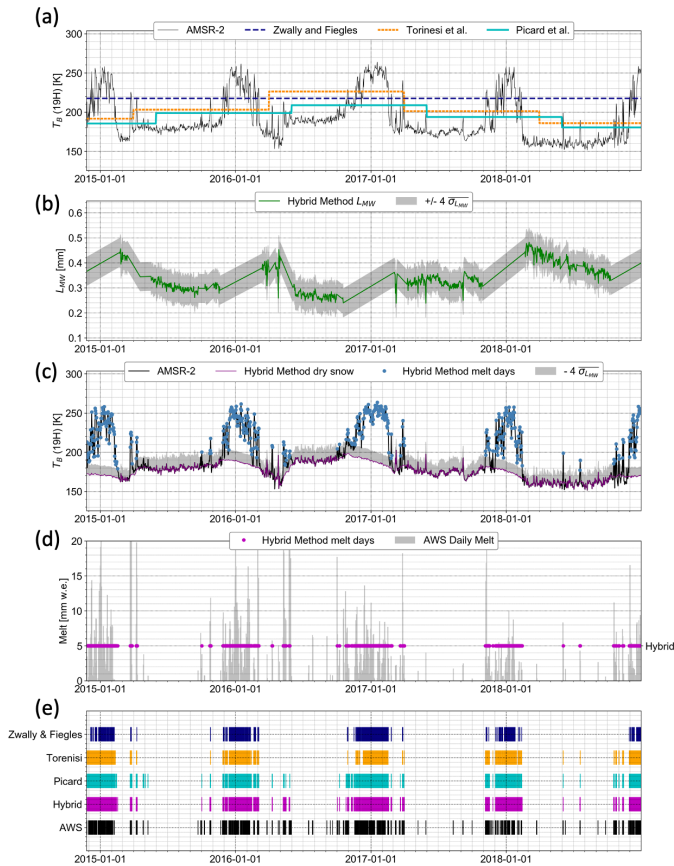 (a)
AMSR-2
Zwally and Fiegles
Torinesi et al.
Picard et al.
300
250
200
150
T_B (19H) [K]
2015-01-01
2016-01-01
2017-01-01
2018-01-01
(b)
Hybrid Method L_MW
+/- 4 σ_L_MW
0.6
0.5
0.4
0.3
0.2
0.1
L_MW [mm]
2015-01-01
2016-01-01
2017-01-01
2018-01-01
(c)
AMSR-2
Hybrid Method dry snow
Hybrid Method melt days
- 4 σ_L_MW
300
250
200
150
T_B (19H) [K]
2015-01-01
2016-01-01
2017-01-01
2018-01-01
(d)
Hybrid Method melt days
AWS Daily Melt
20
15
10
5
0
Melt [mm w.e.]
Hybrid
2015-01-01
2016-01-01
2017-01-01
2018-01-01
(e)
Zwally & Fiegles
Torenisi
Picard
Hybrid
AWS
2015-01-01
2016-01-01
2017-01-01
2018-01-01